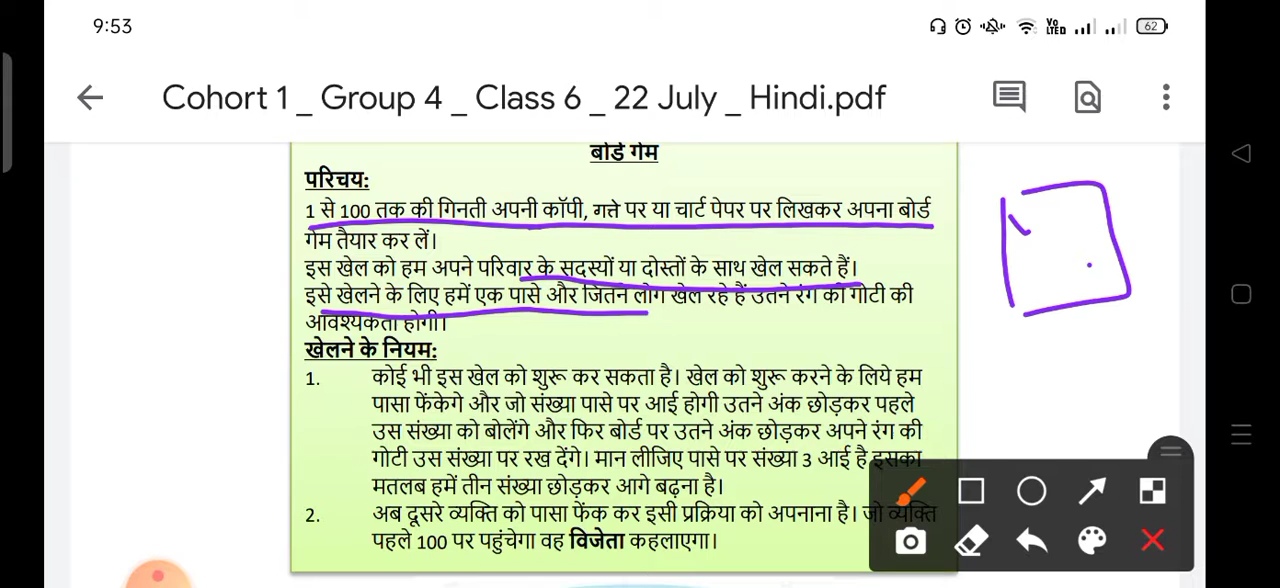 9:53
Vo
LTED
62
Cohort 1 _ Group 4 _ Class 6 _ 22 July _ Hindi.pdf
बोर्ड गेम
परिचय:
1 से 100 तक की गिनती अपनी कॉपी, गत्ते पर या चार्ट पेपर पर लिखकर अपना बोर्ड
गेम तैयार कर लें।
इस खेल को हम अपने परिवार के सदस्यों या दोस्तों के साथ खेल सकते हैं।
इसे खेलने के लिए हमें एक पासे और जितने लोग खेल रहे हैं उतने रंग की गोटी की
आवश्यकता होगी।
खेलने के नियम:
1. कोई भी इस खेल को शुरू कर सकता है। खेल को शुरू करने के लिये हम
पासा फेंकेगे और जो संख्या पासे पर आई होगी उतने अंक छोड़कर पहले
उस संख्या को बोलेंगे और फिर बोर्ड पर उतने अंक छोड़कर अपने रंग की
गोटी उस संख्या पर रख देंगे। मान लीजिए पासे पर संख्या 3 आई है इसका
मतलब हमें तीन संख्या छोड़कर आगे बढ़ना है।
2. अब दूसरे व्यक्ति को पासा फेंक कर इसी प्रक्रिया को अपनाना है। जो व्यक्ति
पहले 100 पर पहुंचेगा वह विजेता कहलाएगा।